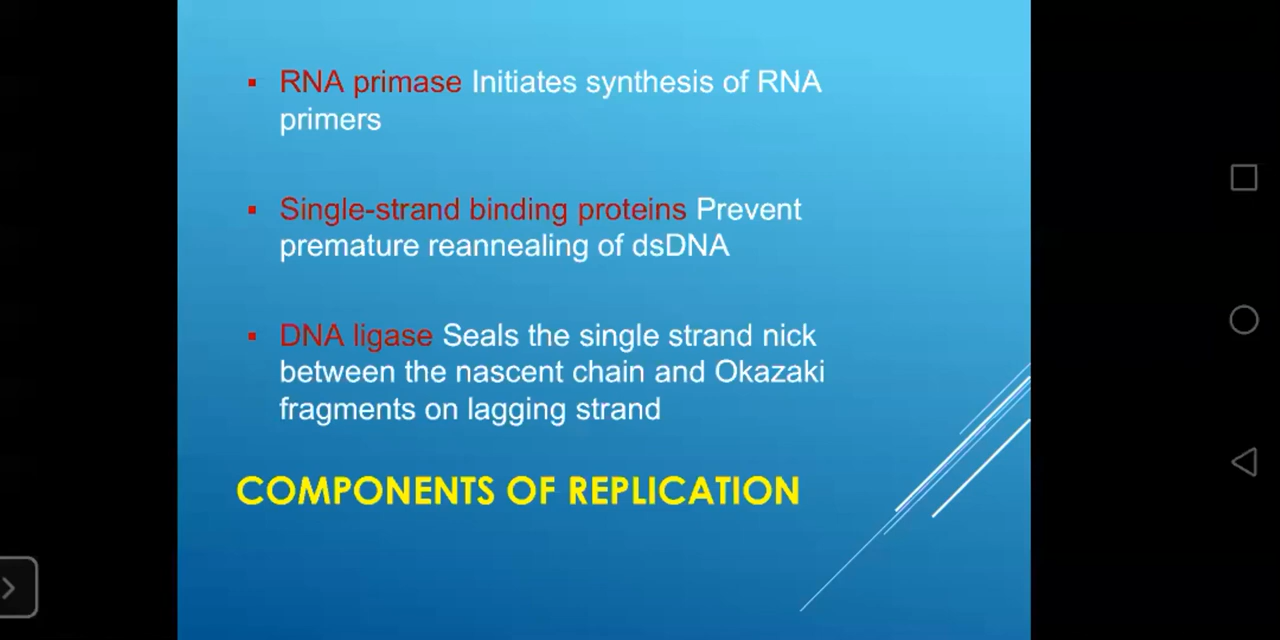 ▪ RNA primase Initiates synthesis of RNA
primers
▪ Single-strand binding proteins Prevent
premature reannealing of dsDNA
▪ DNA ligase Seals the single strand nick
between the nascent chain and Okazaki
fragments on lagging strand
COMPONENTS OF REPLICATION